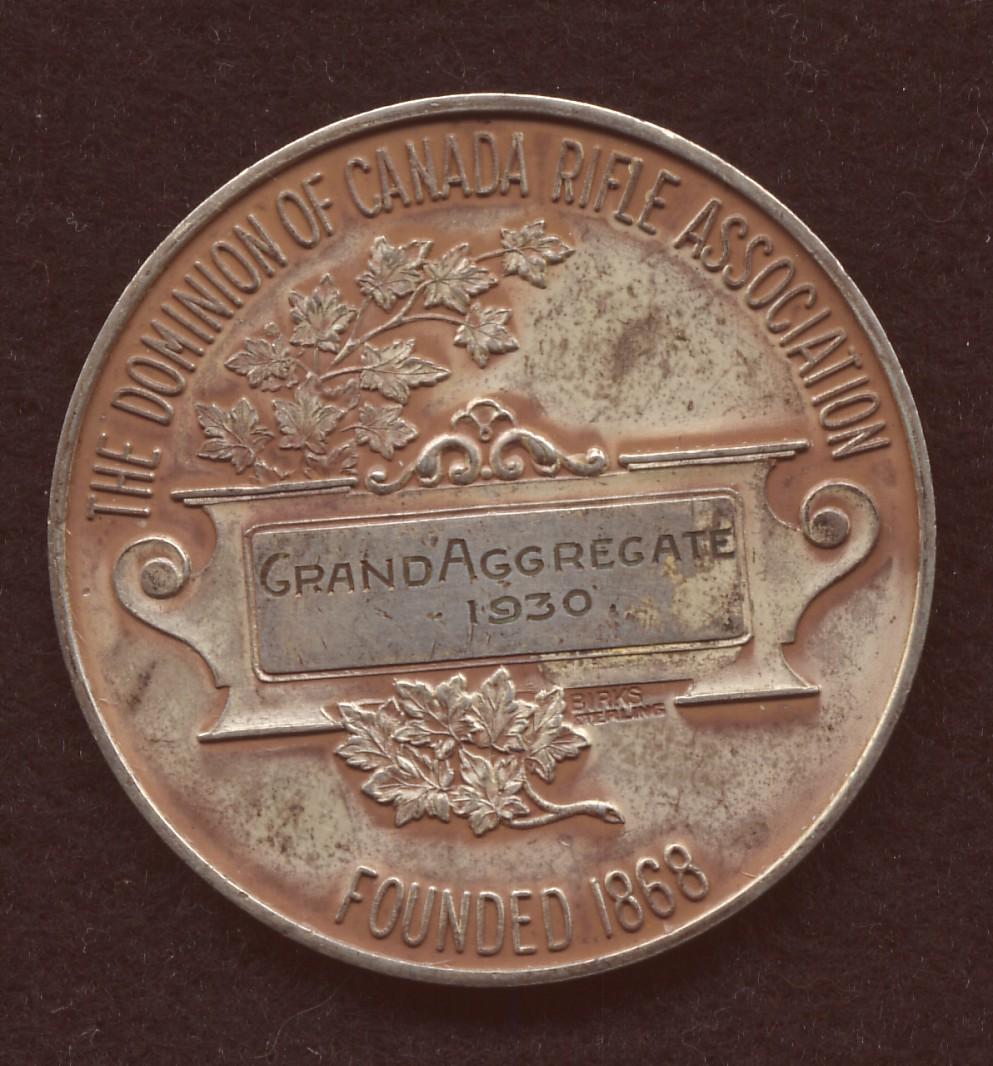 THE DOMINION OF CANADA RIFLE ASSOCIATION
GRAND AGGREGATE
1930
BIRKS
STERLING
FOUNDED 1868